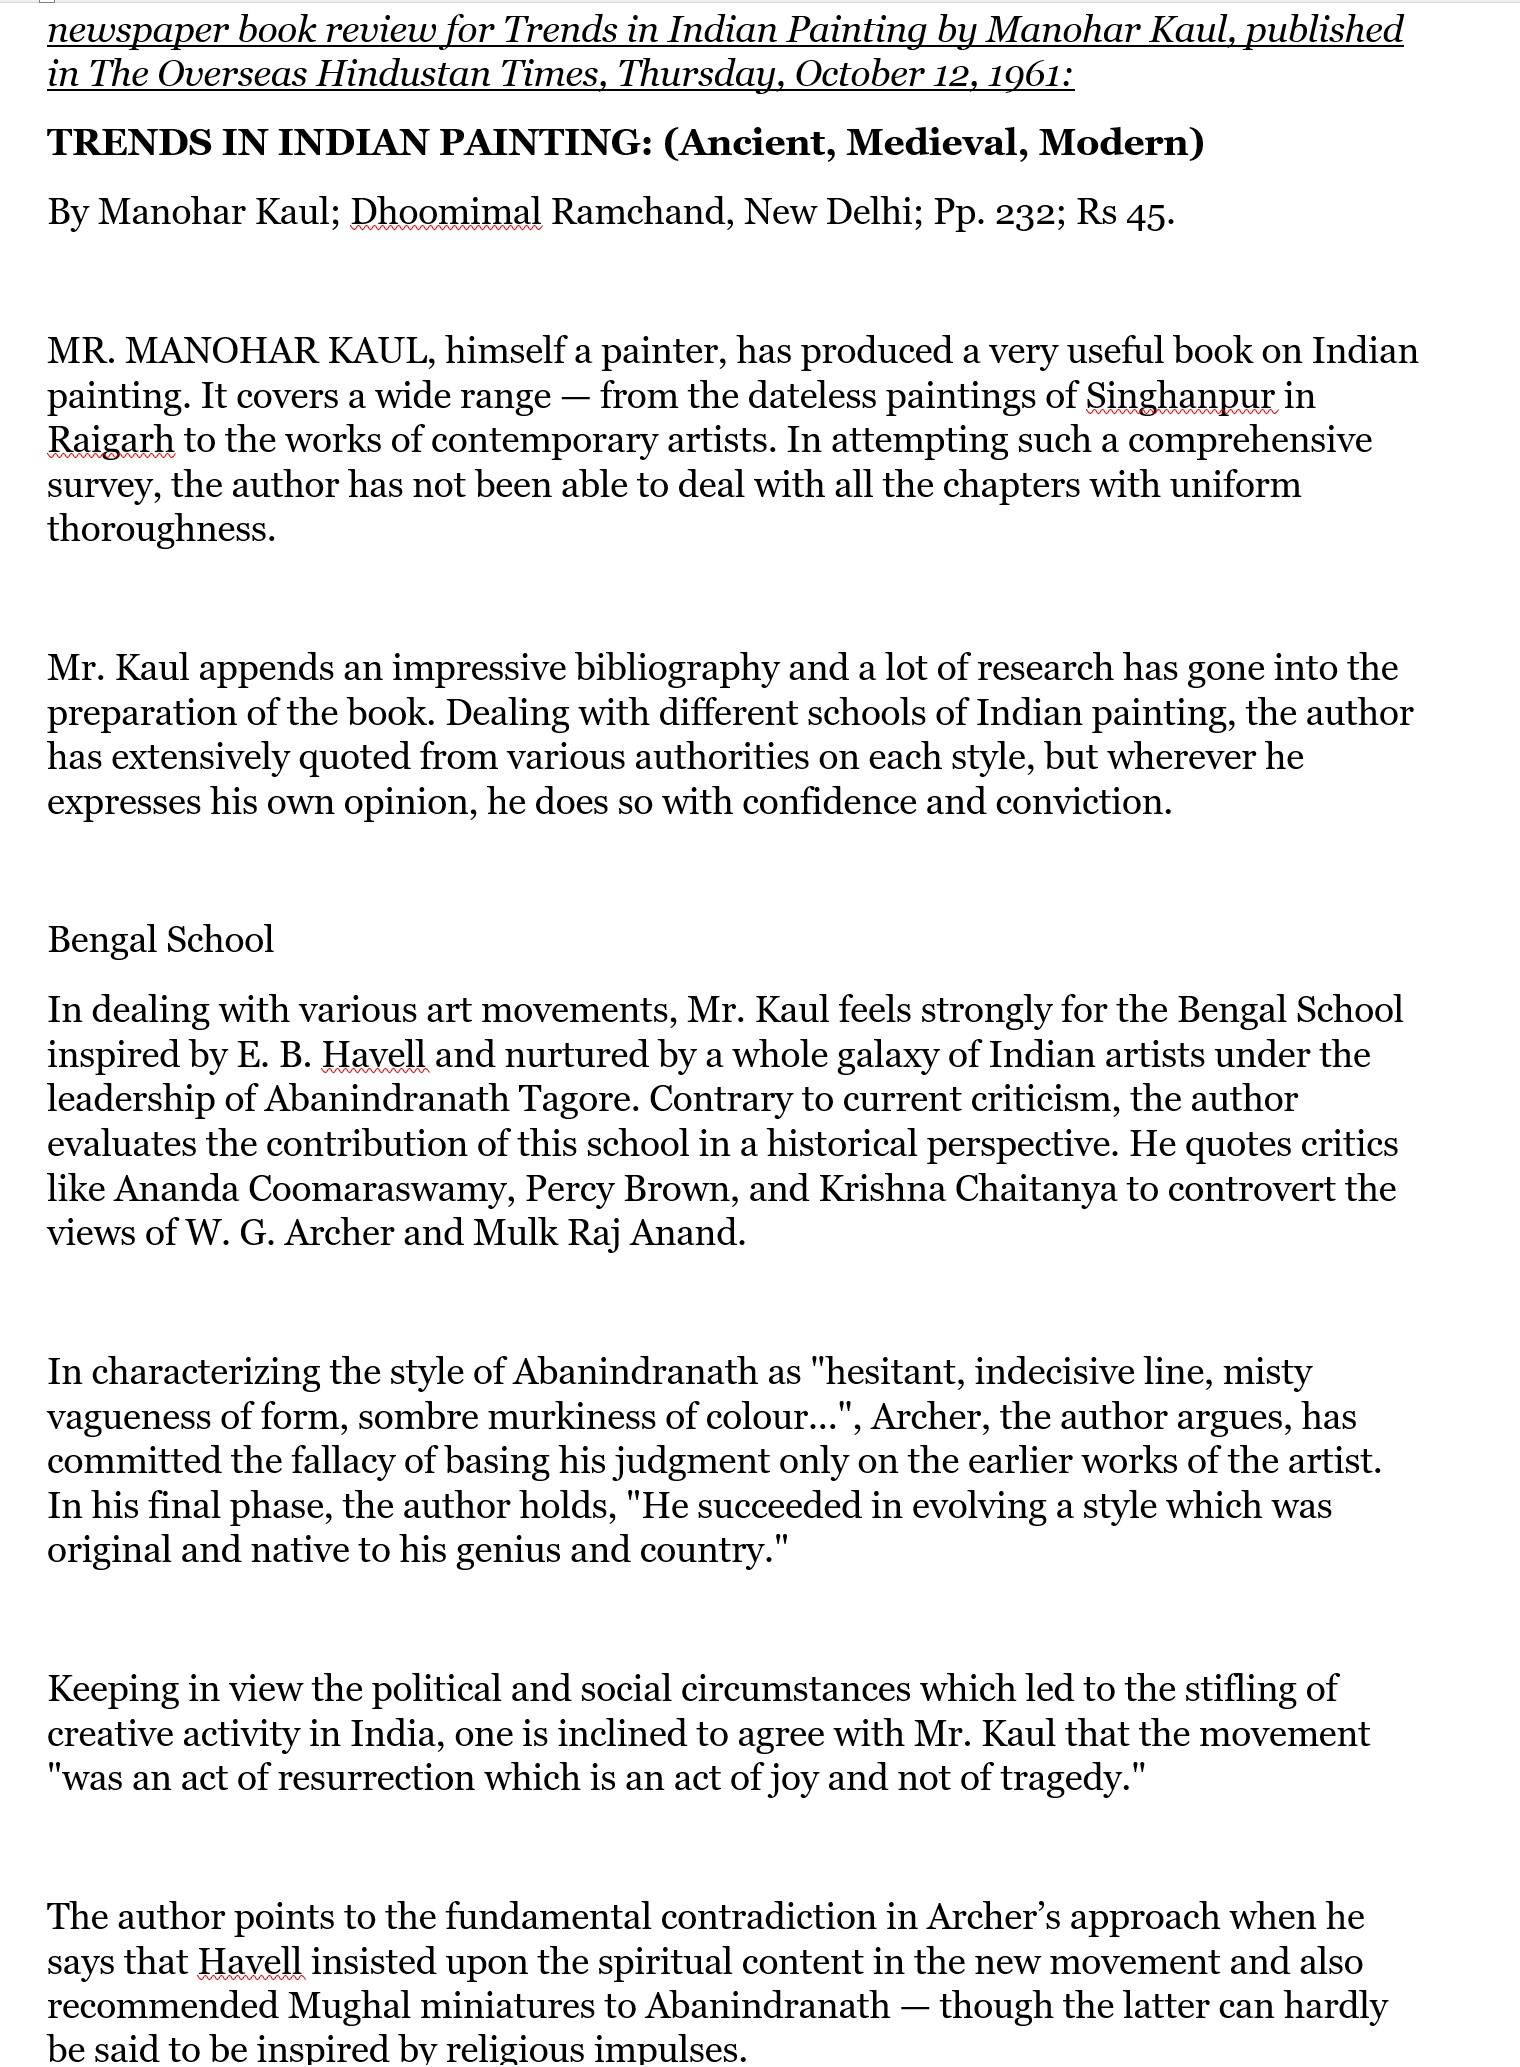 newspaper book review for Trends in Indian Painting by Manohar Kaul, published
in The Overseas Hindustan Times, Thursday, October 12, 1961:
TRENDS IN INDIAN PAINTING: (Ancient, Medieval, Modern)
By Manohar Kaul; Dhoomimal Ramchand, New Delhi; Pp. 232; Rs 45.
MR. MANOHAR KAUL, himself a painter, has produced a very useful book on Indian
painting. It covers a wide range — from the dateless paintings of Singhanpur in
Raigarh to the works of contemporary artists. In attempting such a comprehensive
survey, the author has not been able to deal with all the chapters with uniform
thoroughness.
Mr. Kaul appends an impressive bibliography and a lot of research has gone into the
preparation of the book. Dealing with different schools of Indian painting, the author
has extensively quoted from various authorities on each style, but wherever he
expresses his own opinion, he does so with confidence and conviction.
Bengal School
In dealing with various art movements, Mr. Kaul feels strongly for the Bengal School
inspired by E. B. Havell and nurtured by a whole galaxy of Indian artists under the
leadership of Abanindranath Tagore. Contrary to current criticism, the author
evaluates the contribution of this school in a historical perspective. He quotes critics
like Ananda Coomaraswamy, Percy Brown, and Krishna Chaitanya to controvert the
views of W. G. Archer and Mulk Raj Anand.
In characterizing the style of Abanindranath as "hesitant, indecisive line, misty
vagueness of form, sombre murkiness of colour...", Archer, the author argues, has
committed the fallacy of basing his judgment only on the earlier works of the artist.
In his final phase, the author holds, "He succeeded in evolving a style which was
original and native to his genius and country."
Keeping in view the political and social circumstances which led to the stifling of
creative activity in India, one is inclined to agree with Mr. Kaul that the movement
"was an act of resurrection which is an act of joy and not of tragedy."
The author points to the fundamental contradiction in Archer’s approach when he
says that Havell insisted upon the spiritual content in the new movement and also
recommended Mughal miniatures to Abanindranath — though the latter can hardly
be said to be inspired by religious impulses.